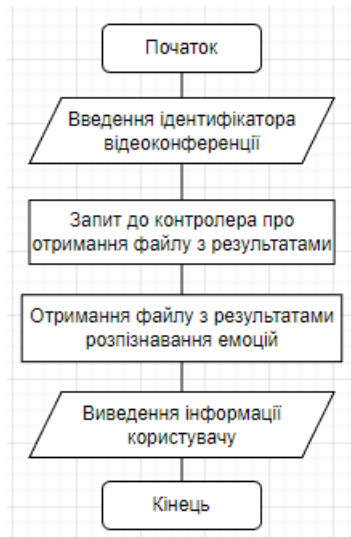 Початок
Введення ідентифікатора
відеоконференції
Запит до контролера про
отримання файлу з результатами
Отримання файлу з результатами
розпізнавання емоцій
Виведення інформації
користувачу
Кінець